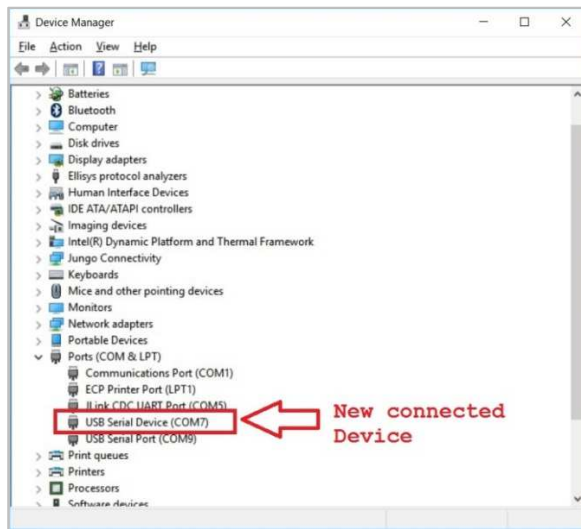 Device Manager
File Action View Help
Batteries
Bluetooth
Computer
Disk drives
Display adapters
Ellisys protocol analyzers
Human Interface Devices
IDE ATA/ATAPI controllers
Imaging devices
Intel(R) Dynamic Platform and Thermal Framework
Jungo Connectivity
Keyboards
Mice and other pointing devices
Monitors
Network adapters
Portable Devices
Ports (COM & LPT)
Communications Port (COM1)
ECP Printer Port (LPT1)
JLink CDC UART Port (COM5)
USB Serial Device (COM7)
USB Serial Port (COM9)
Print queues
Printers
Processors
Software devices
New connected
Device